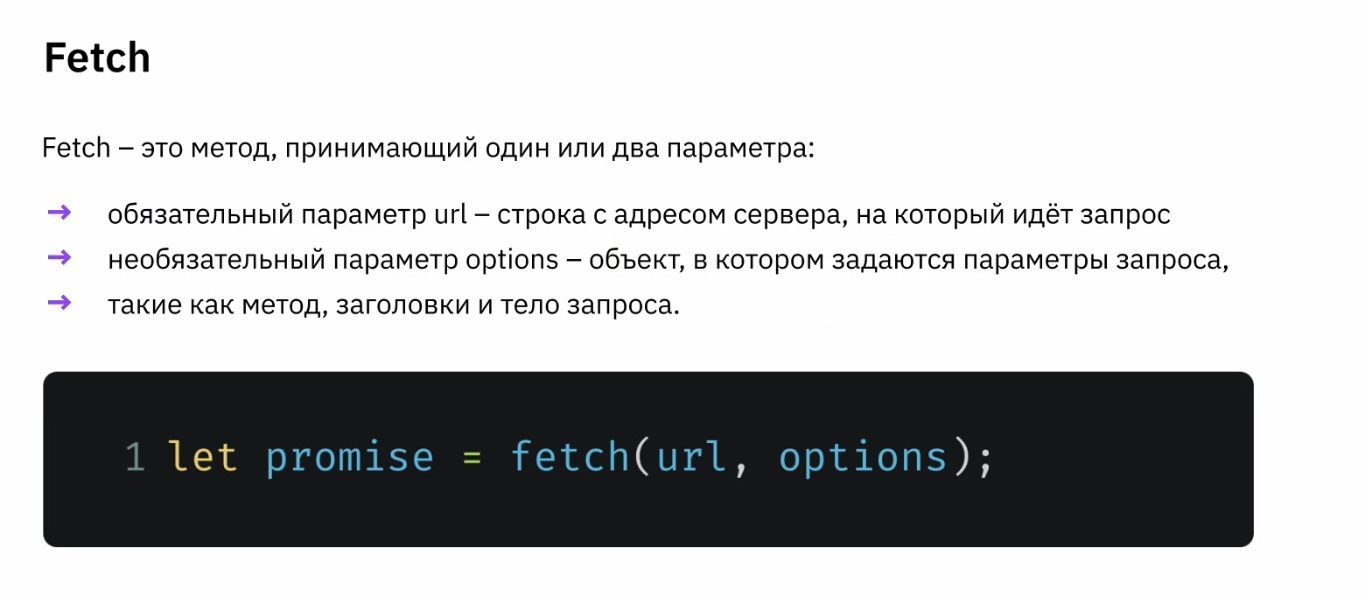 Fetch
Fetch – это метод, принимающий один или два параметра:
→ обязательный параметр url – строка с адресом сервера, на который идёт запрос
→ необязательный параметр options – объект, в котором задаются параметры запроса,
→ такие как метод, заголовки и тело запроса.
1 let promise = fetch(url, options);